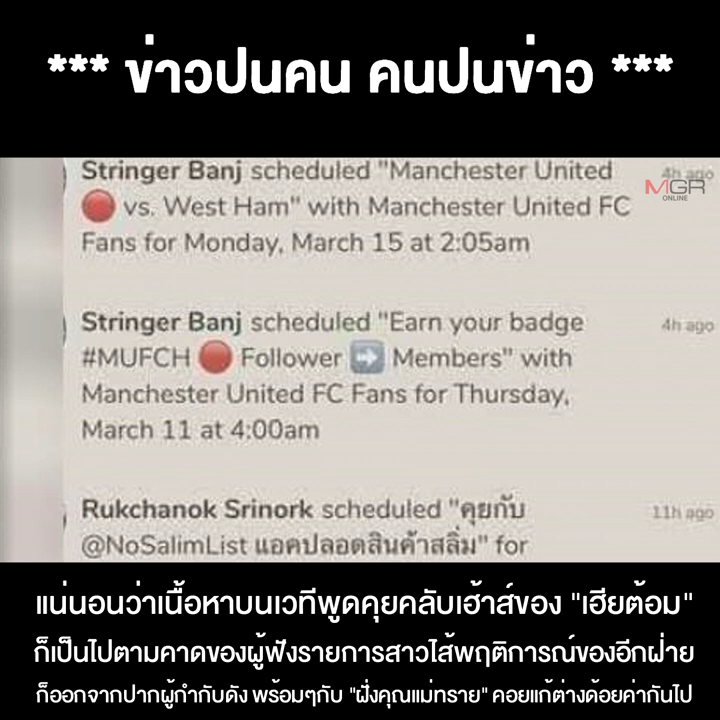 *** ข่าวปนคน คนปนข่าว ***
Stringer Banj scheduled "Manchester United
4h ago
MGR
ONLINE
🔴 vs. West Ham" with Manchester United FC
Fans for Monday, March 15 at 2:05am
Stringer Banj scheduled "Earn your badge
4h ago
#MUFCH 🔴 Follower ➡️ Members" with
Manchester United FC Fans for Thursday,
March 11 at 4:00am
Rukchanok Srinork scheduled "คุยกับ
11h ago
@NoSalimList แอคปลอดสินค้าสลิ่ม" for
แน่นอนว่าเนื้อหาบนเวทีพูดคุยคลับเฮ้าส์ของ "เฮียต้อม"
ก็เป็นไปตามคาดของผู้ฟังรายการสาวไส้พฤติการณ์ของอีกฝ่าย
ก็ออกจากปากผู้กำกับดัง พร้อมๆกับ "ฝั่งคุณแม่ทราย" คอยแก้ต่างด้อยค่ากันไป